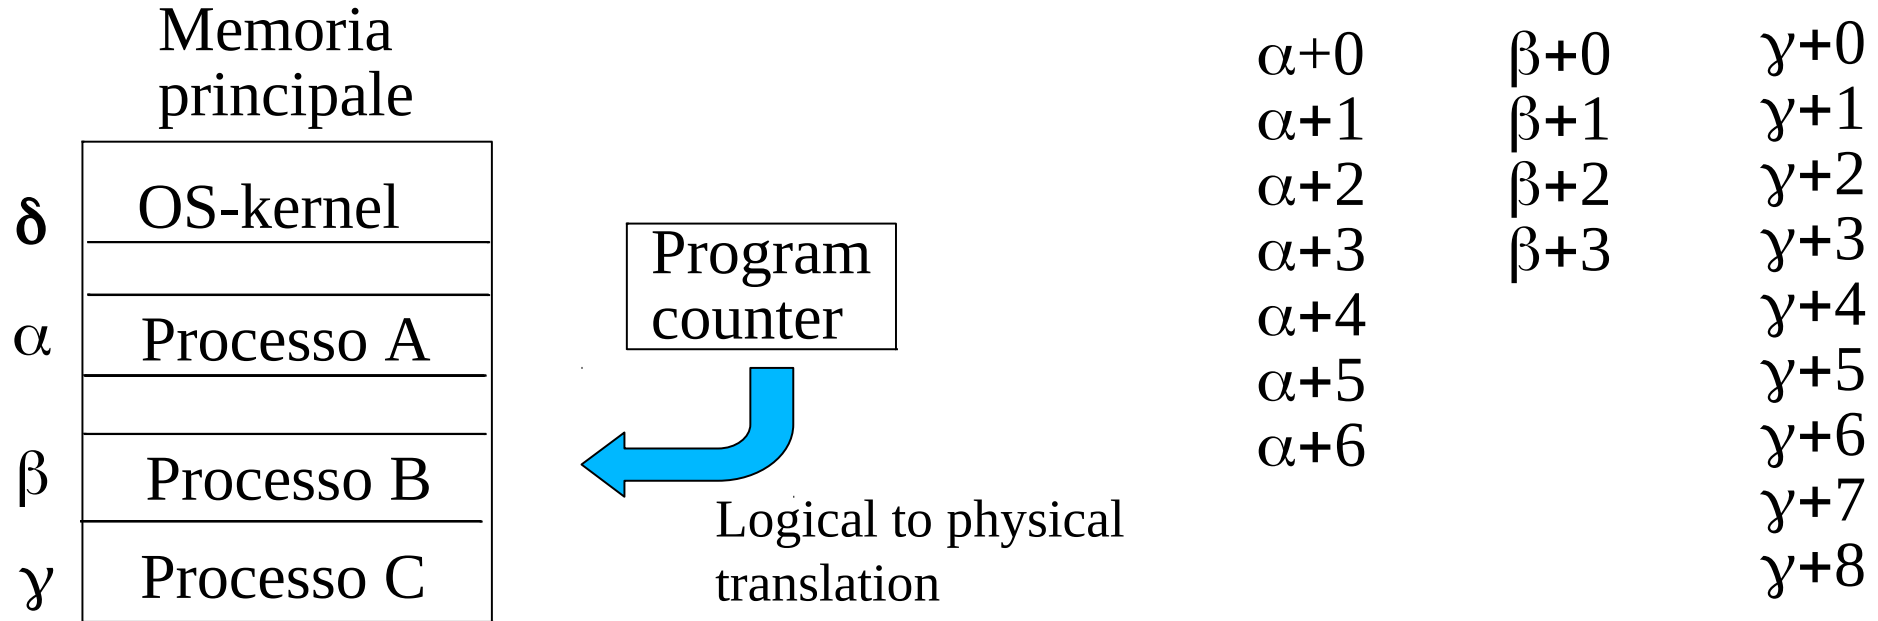 Memoria
principale
δ
OS-kernel
α
Processo A
β
Processo B
γ
Processo C
Program
counter
Logical to physical
translation
α+0
α+1
α+2
α+3
α+4
α+5
α+6
β+0
β+1
β+2
β+3
γ+0
γ+1
γ+2
γ+3
γ+4
γ+5
γ+6
γ+7
γ+8